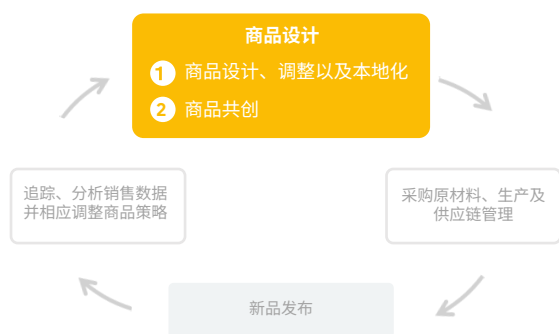 商品设计
1 商品设计、调整以及本地化
2 商品共创
追踪、分析销售数据
并相应调整商品策略
采购原材料、生产及
供应链管理
新品发布